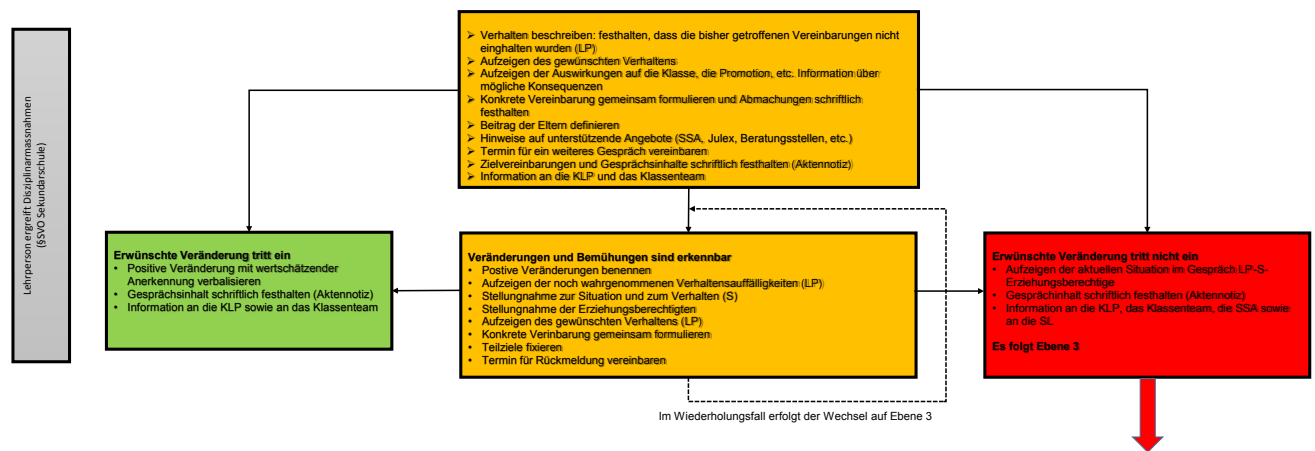 Lehrperson ergreift Disziplinarmassnahmen
(§SVO Sekundarschule)
➢ Verhalten beschreiben: festhalten, dass die bisher getroffenen Vereinbarungen nicht
einghalten wurden (LP)
➢ Aufzeigen des gewünschten Verhaltens
➢ Aufzeigen der Auswirkungen auf die Klasse, die Promotion, etc. Information über
mögliche Konsequenzen
➢ Konkrete Vereinbarung gemeinsam formulieren und Abmachungen schriftlich
festhalten
➢ Beitrag der Eltern definieren
➢ Hinweise auf unterstützende Angebote (SSA, Julex, Beratungsstellen, etc.)
➢ Termin für ein weiteres Gespräch vereinbaren
➢ Zielvereinbarungen und Gesprächsinhalte schriftlich festhalten (Aktennotiz)
➢ Information an die KLP und das Klassenteam
Erwünschte Veränderung tritt ein
• Positive Veränderung mit wertschätzender
Anerkennung verbalisieren
• Gesprächsinhalt schriftlich festhalten (Aktennotiz)
• Information an die KLP sowie an das Klassenteam
Veränderungen und Bemühungen sind erkennbar
• Postive Veränderungen benennen
• Aufzeigen der noch wahrgenommenen Verhaltensauffälligkeiten (LP)
• Stellungnahme zur Situation und zum Verhalten (S)
• Stellungnahme der Erziehungsberechtigten
• Aufzeigen des gewünschten Verhaltens (LP)
• Konkrete Verinbarung gemeinsam formulieren
• Teilziele fixieren
• Termin für Rückmeldung vereinbaren
Erwünschte Veränderung tritt nicht ein
• Aufzeigen der aktuellen Situation im Gespräch LP-S-
Erziehungsberechtige
• Gesprächinhalt schriftlich festhalten (Aktennotiz)
• Information an die KLP, das Klassenteam, die SSA sowie
an die SL
Es folgt Ebene 3
Im Wiederholungsfall erfolgt der Wechsel auf Ebene 3